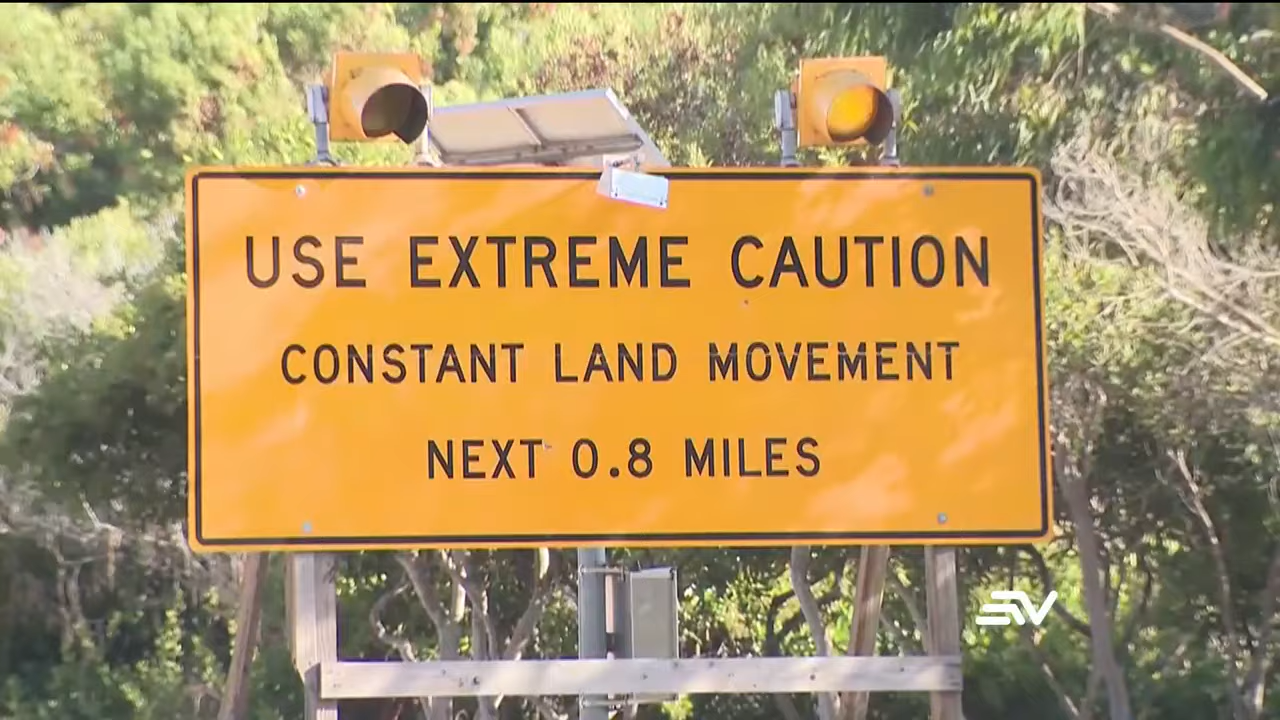 USE EXTREME CAUTION
CONSTANT LAND MOVEMENT
NEXT 0.8 MILES